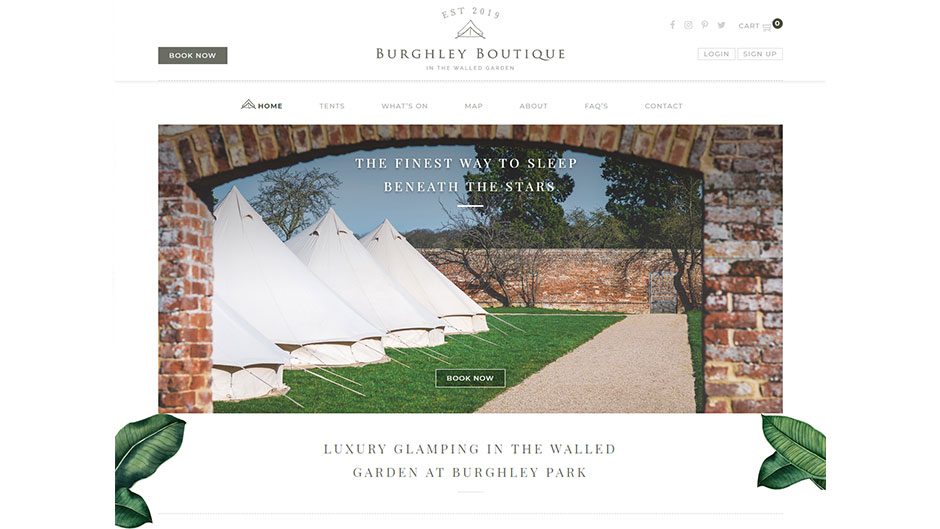 EST 2019
BURGHLEY BOUTIQUE
IN THE WALLED GARDEN
CART 0
BOOK NOW
LOGIN SIGN UP
HOME TENTS WHAT'S ON MAP ABOUT FAQ'S CONTACT
THE FINEST WAY TO SLEEP
BENEATH THE STARS
BOOK NOW
LUXURY GLAMPING IN THE WALLED
GARDEN AT BURGHLEY PARK